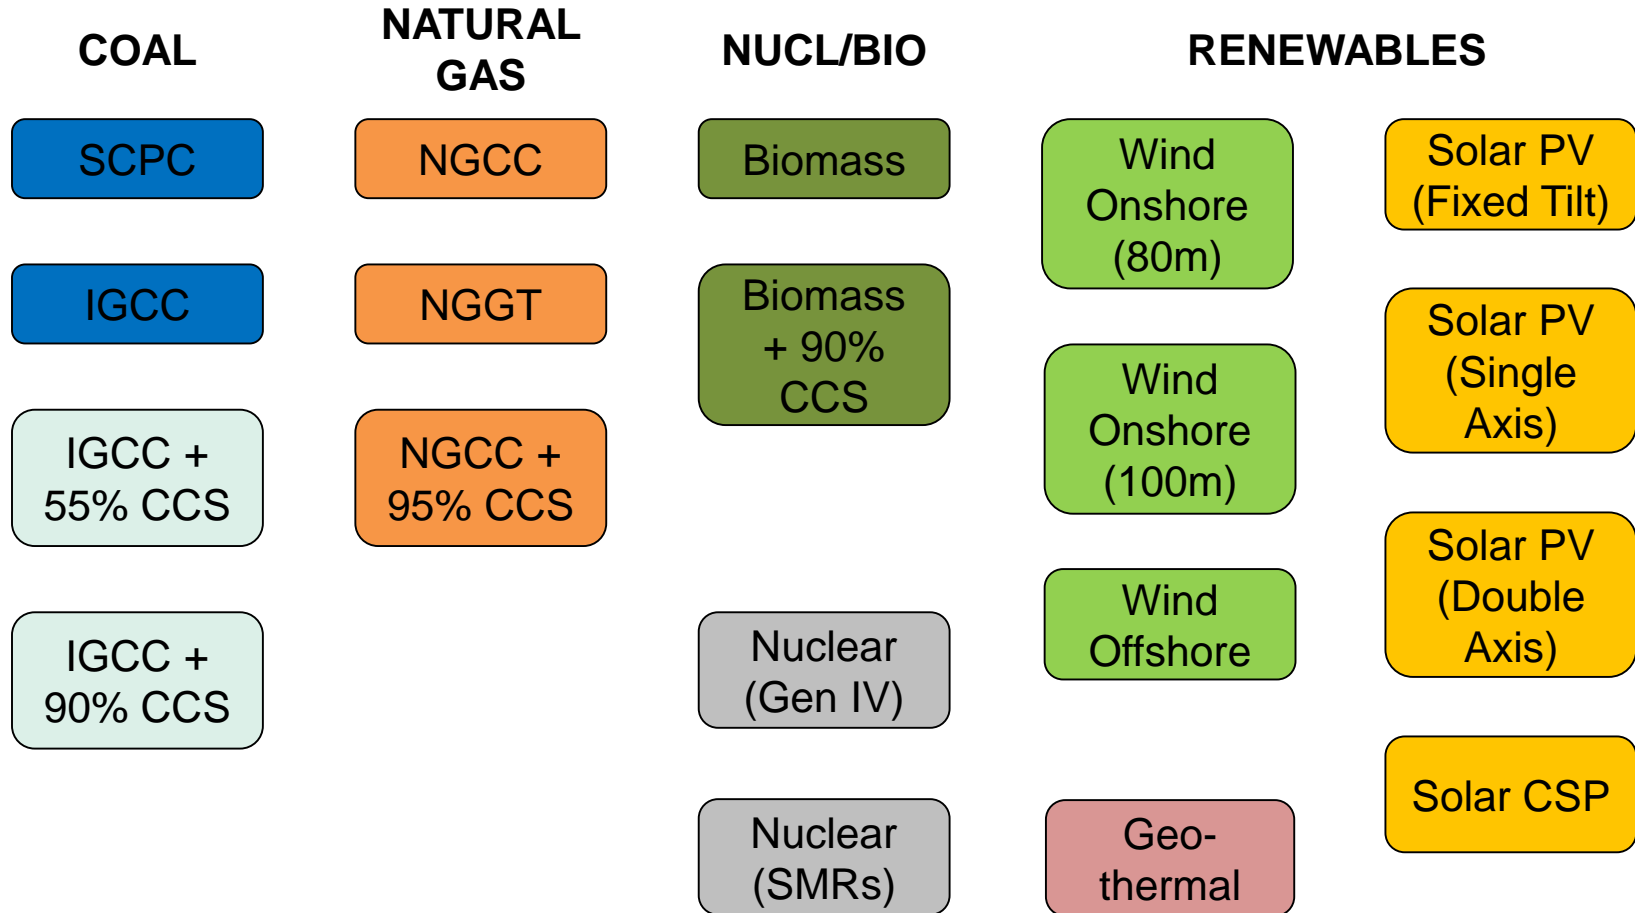 COAL
NATURAL
GAS
NUCL/BIO
RENEWABLES
SCPC
IGCC
IGCC +
55% CCS
IGCC +
90% CCS
NGCC
NGGT
NGCC +
95% CCS
Biomass
Biomass
+ 90%
CCS
Nuclear
(Gen IV)
Nuclear
(SMRs)
Wind
Onshore
(80m)
Wind
Onshore
(100m)
Wind
Offshore
Geo-
thermal
Solar PV
(Fixed Tilt)
Solar PV
(Single
Axis)
Solar PV
(Double
Axis)
Solar CSP